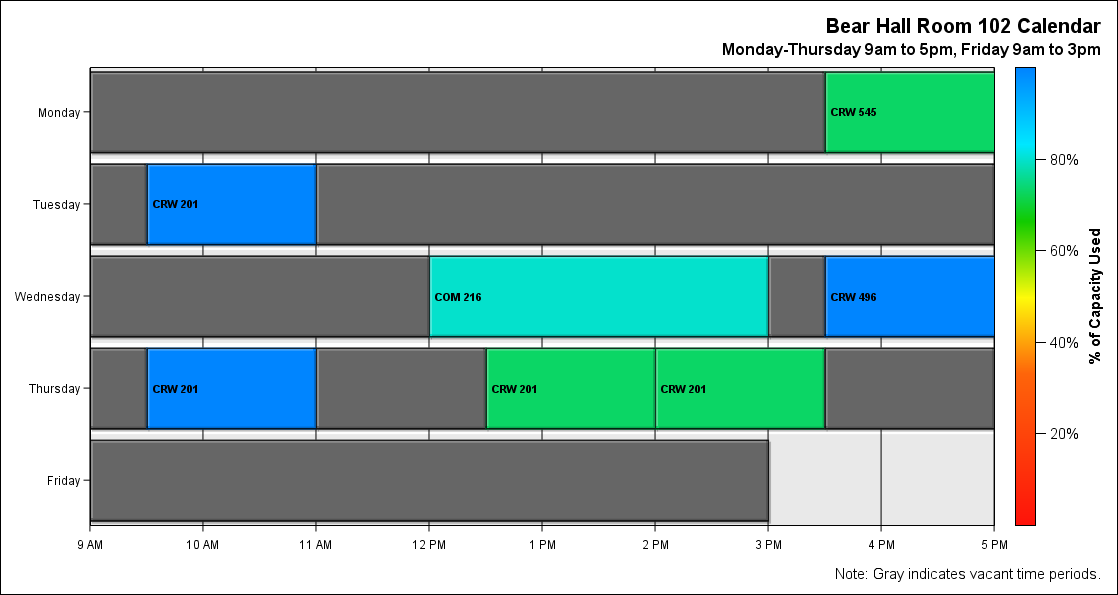 Bear Hall Room 102 Calendar
Monday-Thursday 9am to 5pm, Friday 9am to 3pm
Monday
CRW 545
Tuesday
CRW 201
Wednesday
COM 216
CRW 496
Thursday
CRW 201
CRW 201
CRW 201
Friday
9 AM
10 AM
11 AM
12 PM
1 PM
2 PM
3 PM
4 PM
5 PM
80%
60%
40%
20%
% of Capacity Used
Note: Gray indicates vacant time periods.